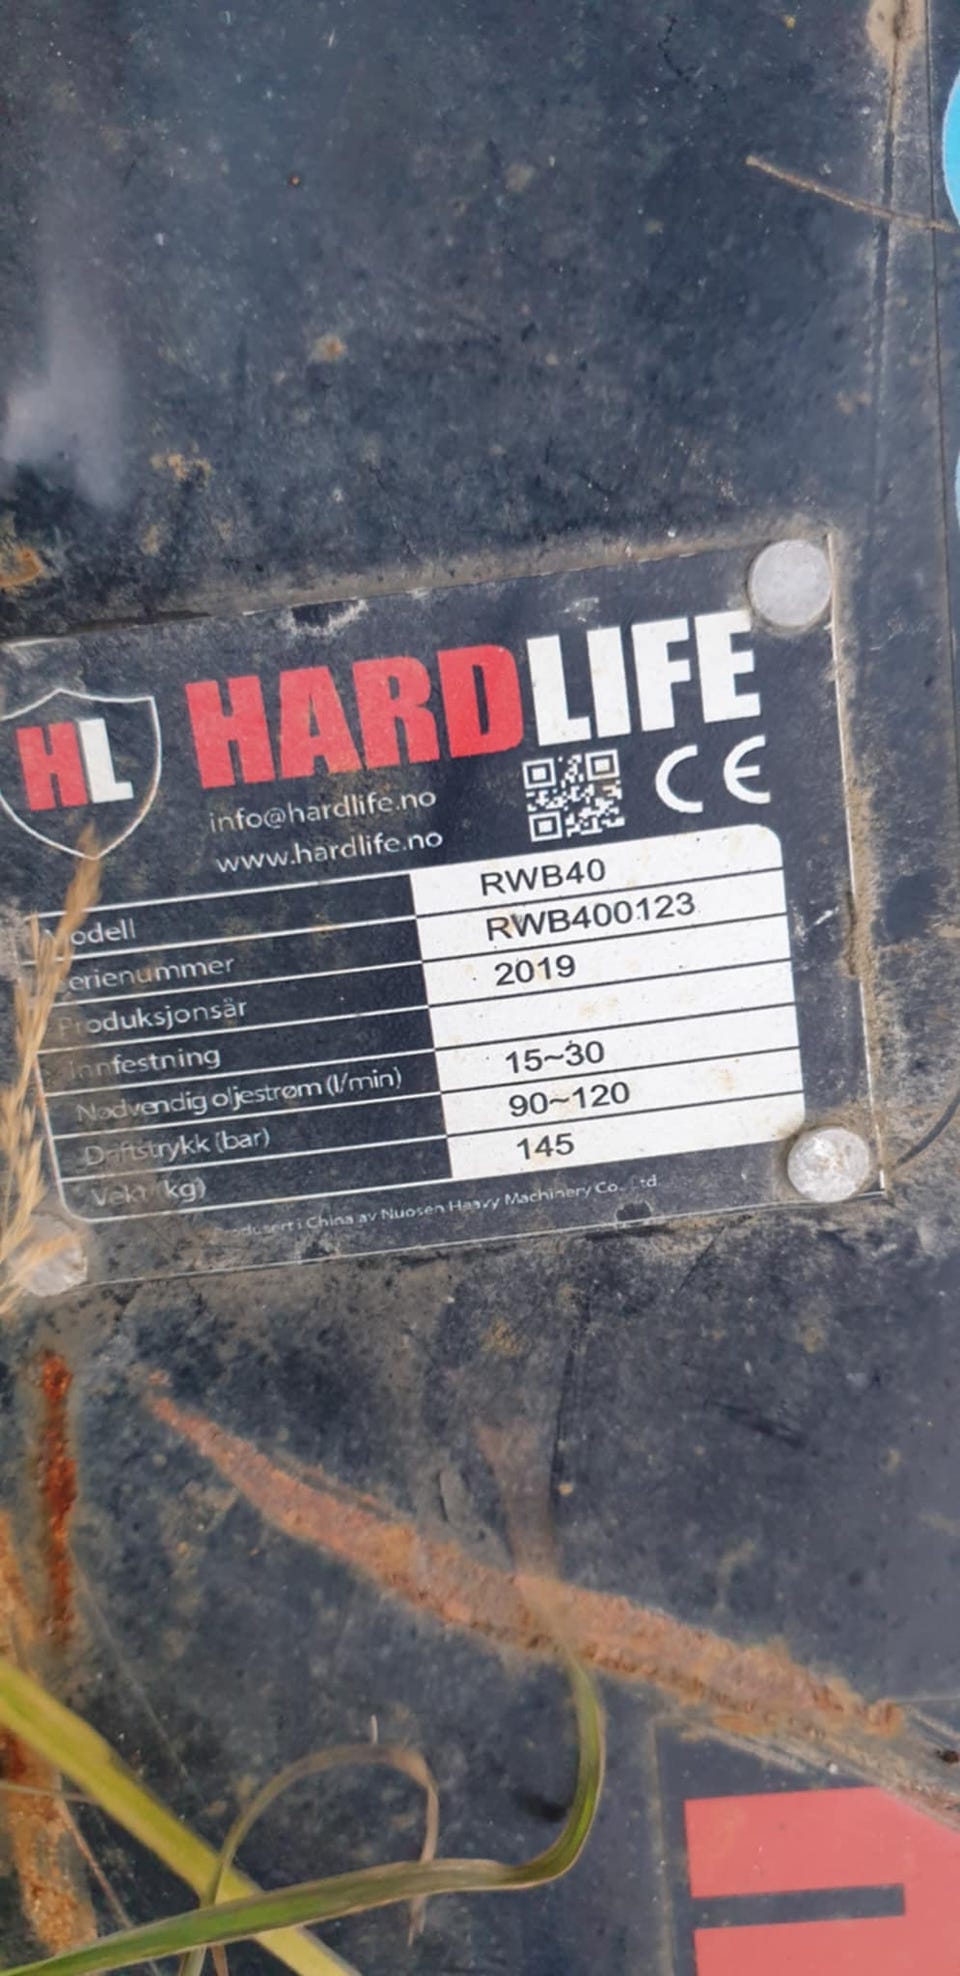 HL HARDLIFE
info@hardlife.no
www.hardlife.no
CE
Modell RWB40
Serienummer RWB400123
Produksjonsår 2019
Innfestning
Nødvendig oljestrøm (l/min) 15~30
Driftstrykk (bar) 90~120
Vekt (kg) 145
Produsert i China av Nuosen Heavy Machinery Co., Ltd